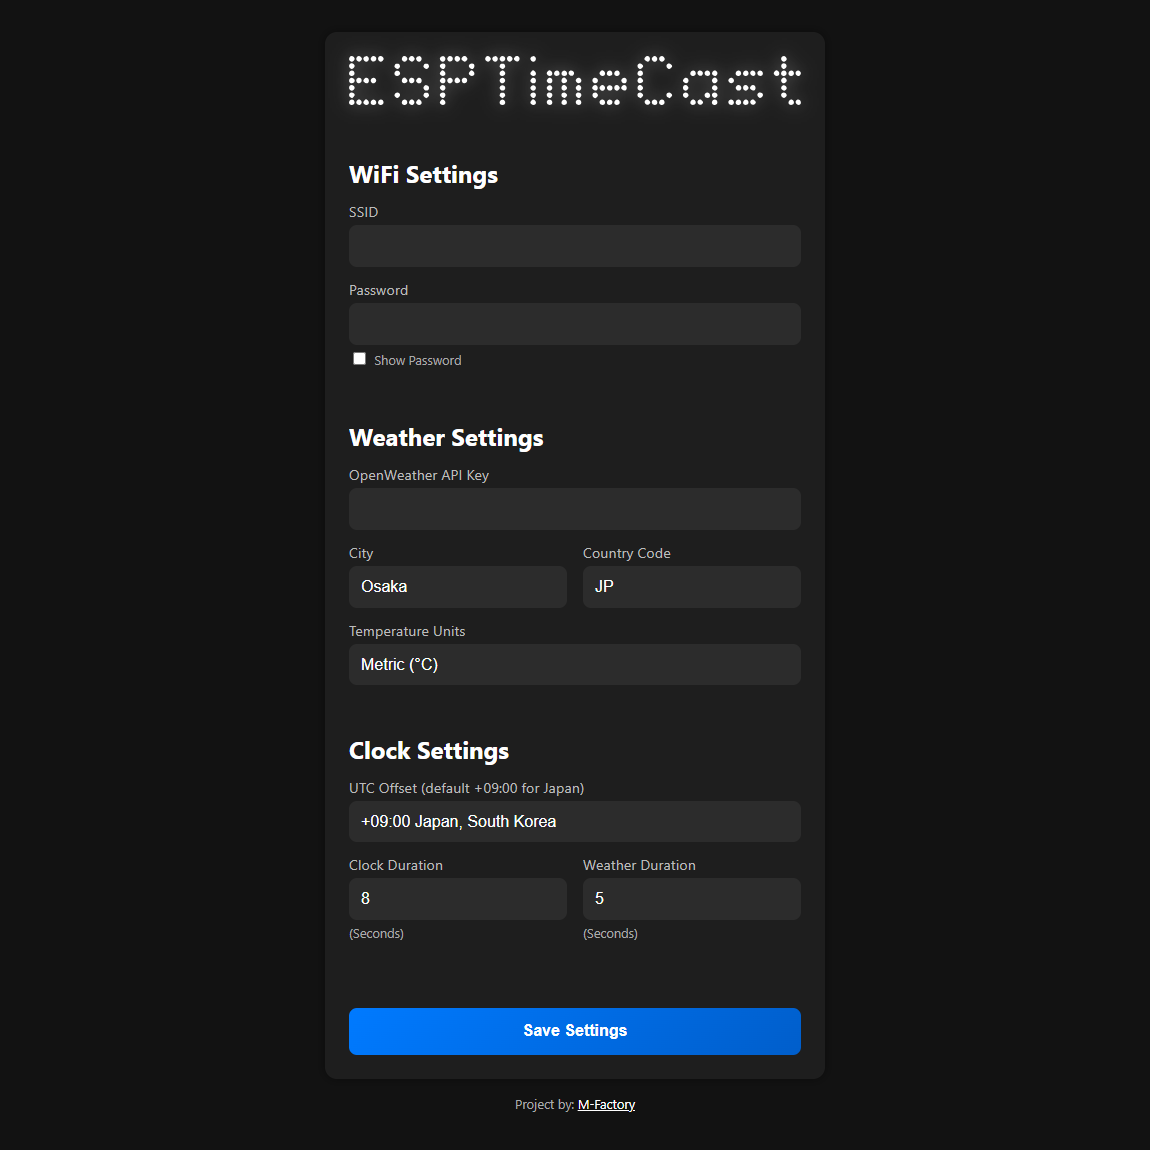 ESPTimeCast
WiFi Settings
SSID
Password
Show Password
Weather Settings
OpenWeather API Key
City
Country Code
Osaka
JP
Temperature Units
Metric (°C)
Clock Settings
UTC Offset (default +09:00 for Japan)
+09:00 Japan, South Korea
Clock Duration
Weather Duration
8
5
(Seconds)
(Seconds)
Save Settings
Project by: M-Factory